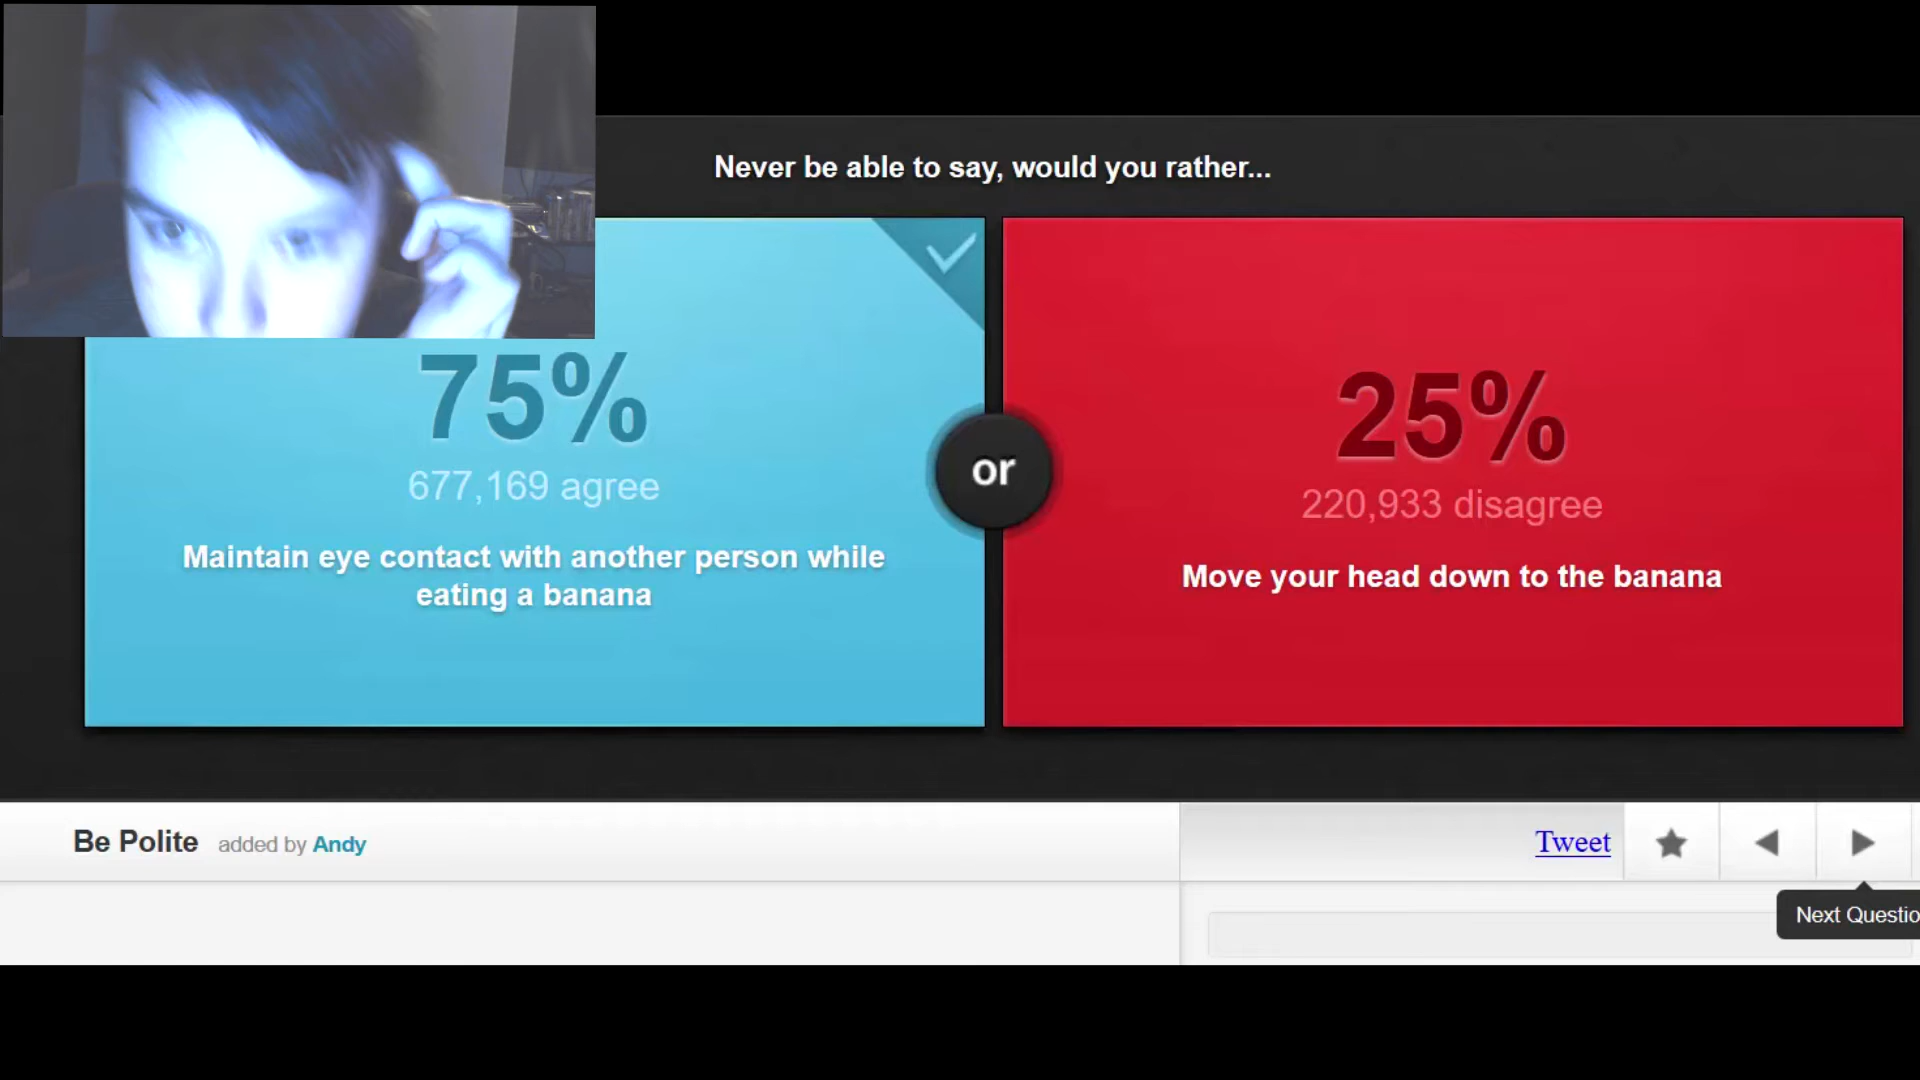 Never be able to say, would you rather...
75%
677,169 agree
Maintain eye contact with another person while
eating a banana
or
25%
220,933 disagree
Move your head down to the banana
Be Polite added by Andy
Tweet
Next Questio